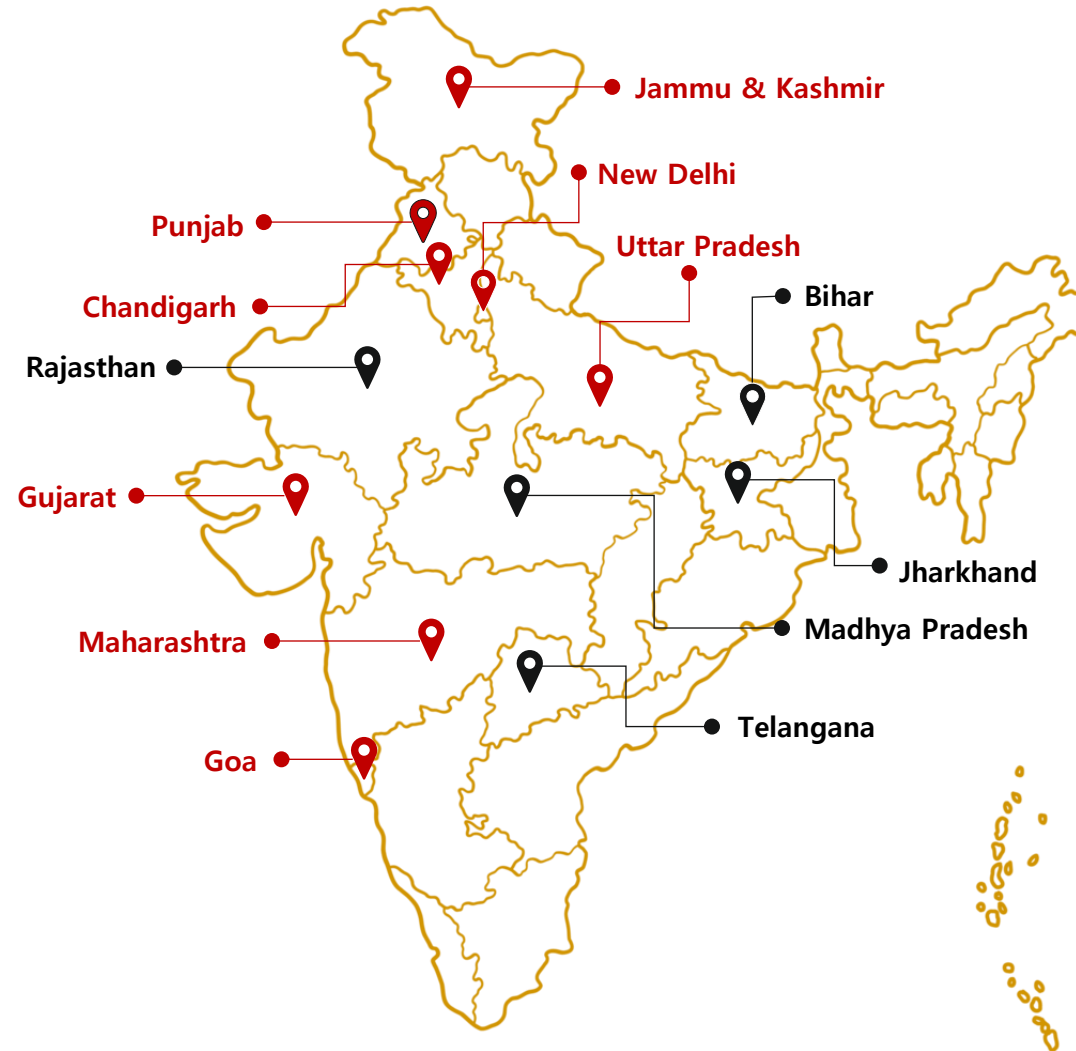 Jammu & Kashmir
New Delhi
Punjab
Uttar Pradesh
Bihar
Chandigarh
Rajasthan
Gujarat
Jharkhand
Madhya Pradesh
Maharashtra
Telangana
Goa